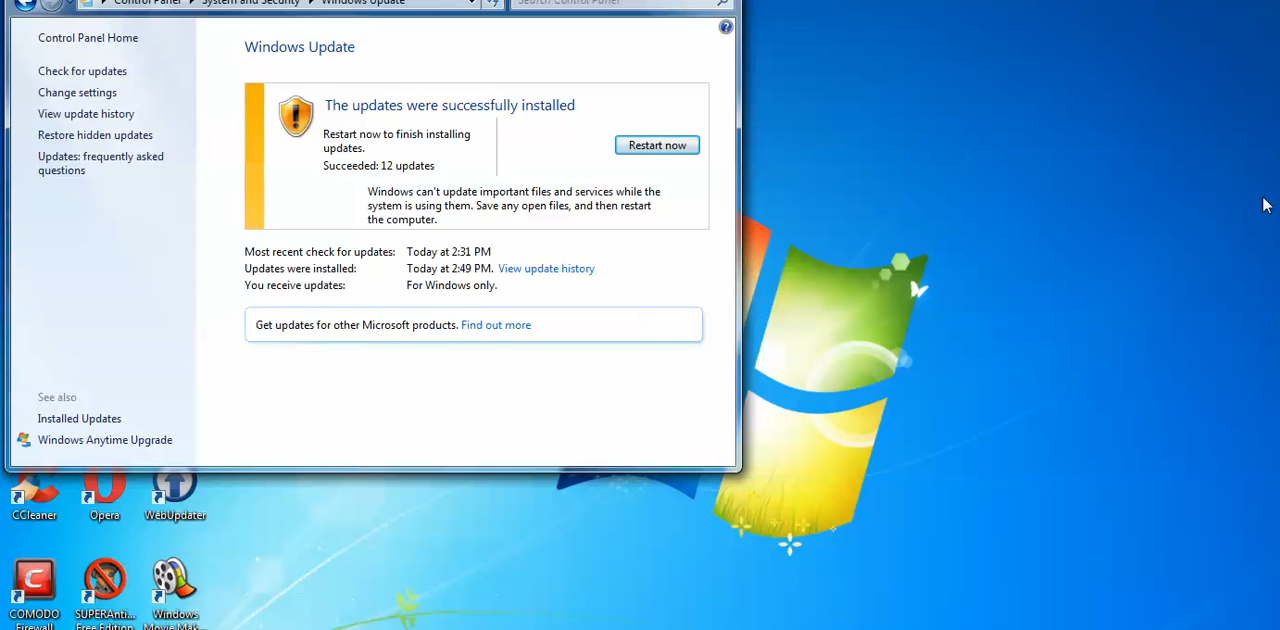 Control Panel
System and Security
Windows Update
Search Control Panel
Control Panel Home
Check for updates
Change settings
View update history
Restore hidden updates
Updates: frequently asked
questions
See also
Installed Updates
Windows Anytime Upgrade
Windows Update
The updates were successfully installed
Restart now to finish installing
updates.
Succeeded: 12 updates
Restart now
Windows can't update important files and services while the
system is using them. Save any open files, and then restart
the computer.
Most recent check for updates: Today at 2:31 PM
Updates were installed: Today at 2:49 PM. View update history
You receive updates: For Windows only.
Get updates for other Microsoft products. Find out more
CCleaner
Opera
WebUpdater
COMODO
Firewall
SUPERAnti...
Free Edition
Windows
Movie Mak...